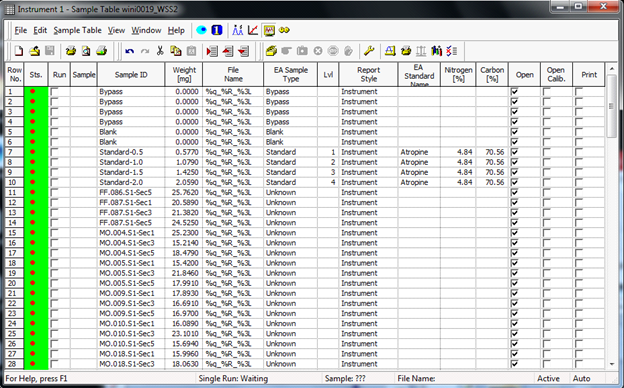 Instrument 1 - Sample Table wini0019_WSS2
File Edit Sample Table View Window Help
Row No. Sts. Run Sample Sample ID Weight [mg] File Name EA Sample Type Lvl Report Style EA Standard Name Nitrogen [%] Carbon [%] Open Open Calib. Print
1 Bypass 0.0000 %q_%R_%3L Bypass Instrument
2 Bypass 0.0000 %q_%R_%3L Bypass Instrument
3 Bypass 0.0000 %q_%R_%3L Bypass Instrument
4 Bypass 0.0000 %q_%R_%3L Bypass Instrument
5 Blank 0.0000 %q_%R_%3L Blank Instrument
6 Blank 0.0000 %q_%R_%3L Blank Instrument
7 Standard-0.5 0.5770 %q_%R_%3L Standard 1 Instrument Atropine 4.84 70.56
8 Standard-1.0 1.0790 %q_%R_%3L Standard 2 Instrument Atropine 4.84 70.56
9 Standard-1.5 1.4250 %q_%R_%3L Standard 3 Instrument Atropine 4.84 70.56
10 Standard-2.0 2.0590 %q_%R_%3L Standard 4 Instrument Atropine 4.84 70.56
11 FF.086.S1-Sec5 25.7620 %q_%R_%3L Unknown Instrument
12 FF.087.S1-Sec1 20.5890 %q_%R_%3L Unknown Instrument
13 FF.087.S1-Sec3 21.3820 %q_%R_%3L Unknown Instrument
14 FF.087.S1-Sec5 24.5250 %q_%R_%3L Unknown Instrument
15 MO.004.S1-Sec1 25.2300 %q_%R_%3L Unknown Instrument
16 MO.004.S1-Sec3 15.2140 %q_%R_%3L Unknown Instrument
17 MO.004.S1-Sec5 18.4790 %q_%R_%3L Unknown Instrument
18 MO.005.S1-Sec1 15.4200 %q_%R_%3L Unknown Instrument
19 MO.005.S1-Sec3 21.8460 %q_%R_%3L Unknown Instrument
20 MO.005.S1-Sec5 17.9910 %q_%R_%3L Unknown Instrument
21 MO.009.S1-Sec1 17.8930 %q_%R_%3L Unknown Instrument
22 MO.009.S1-Sec3 16.6910 %q_%R_%3L Unknown Instrument
23 MO.009.S1-Sec5 16.9700 %q_%R_%3L Unknown Instrument
24 MO.010.S1-Sec1 16.0890 %q_%R_%3L Unknown Instrument
25 MO.010.S1-Sec3 23.1010 %q_%R_%3L Unknown Instrument
26 MO.010.S1-Sec5 15.6940 %q_%R_%3L Unknown Instrument
27 MO.018.S1-Sec1 15.9960 %q_%R_%3L Unknown Instrument
28 MO.018.S1-Sec3 18.0630 %q_%R_%3L Unknown Instrument
For Help, press F1 Single Run: Waiting Sample: ??? File Name: Active Auto